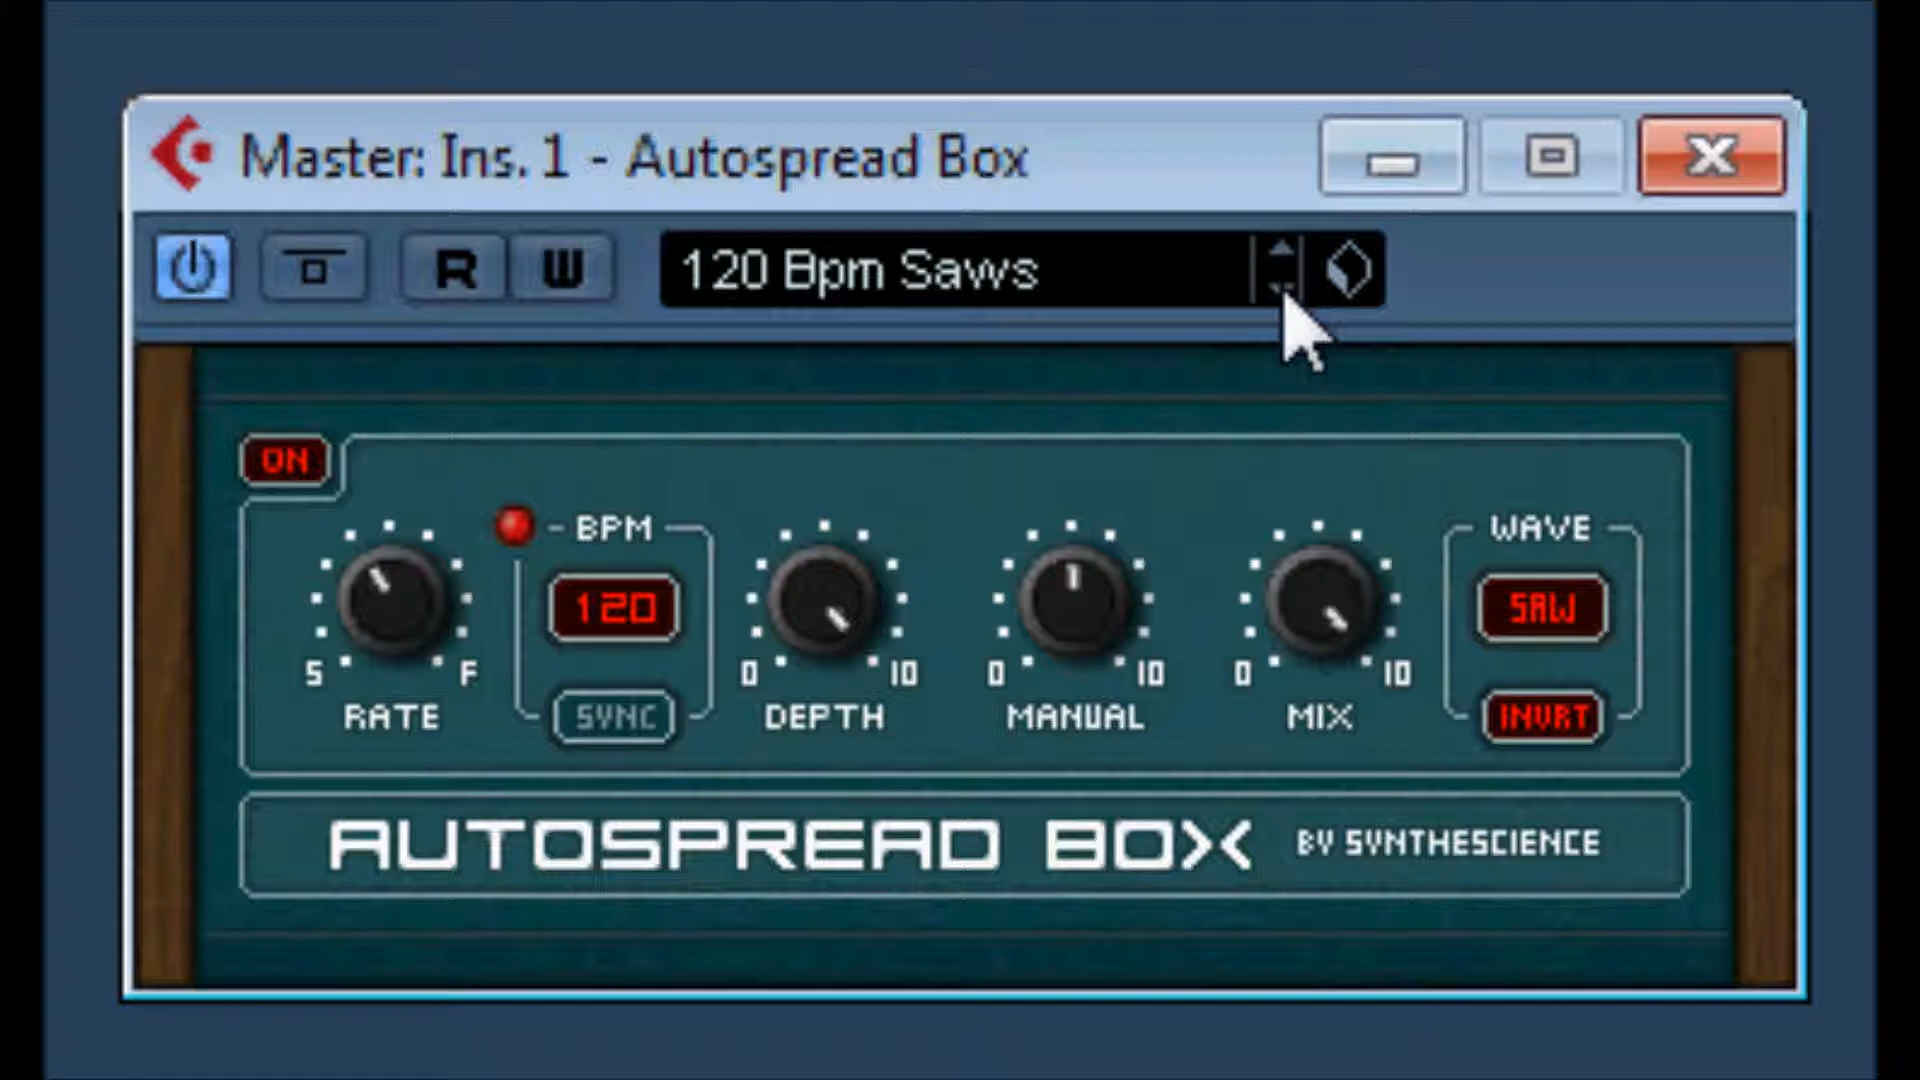 Master: Ins. 1 - Autospread Box
R W 120 Bpm Saws
ON
BPM WAVE
120 SAW
S F 0 10 0 10 0 10
RATE SYNC DEPTH MANUAL MIX INVRT
AUTOSPREAD BOX BY SYNTHESCIENCE